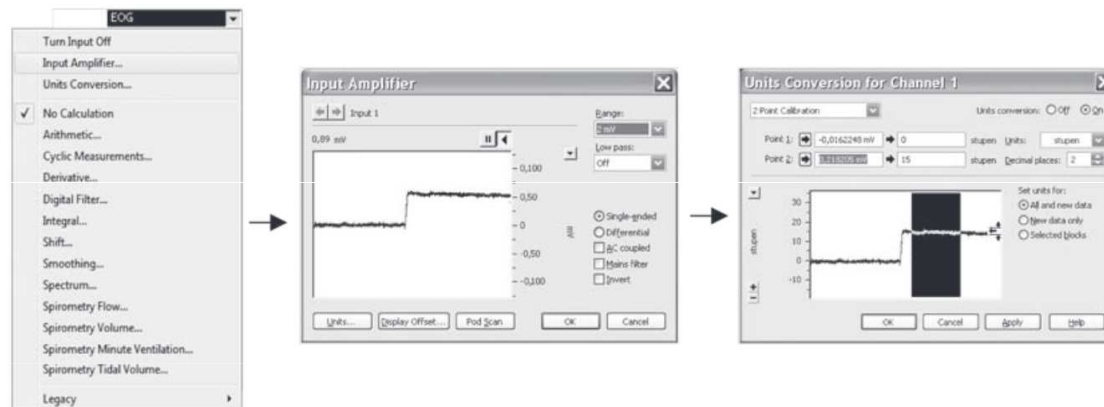 EOG
Turn Input Off
Input Amplifier...
Units Conversion...
No Calculation
Arithmetic...
Cyclic Measurements...
Derivative...
Digital Filter...
Integral...
Shift...
Smoothing...
Spectrum...
Spirometry Flow...
Spirometry Volume...
Spirometry Minute Ventilation...
Spirometry Tidal Volume...
Legacy
Input Amplifier
Input 1
Range:
0,89 mV
2 mV
Low pass:
Off
0,100
0,50
0
-0,50
-0,100
mV
Single-ended
Differential
AC coupled
Mains filter
Invert
Units...
Display Offset...
Pod Scan
OK
Cancel
Units Conversion for Channel 1
2 Point Calibration
Units conversion:
Off
On
Point 1:
-0,0162248 mV
0
stupen
Units:
stupen
Point 2:
15
stupen
Decimal places:
2
30
20
10
0
-10
stupen
Set units for:
All and new data
New data only
Selected blocks
OK
Cancel
Apply
Help